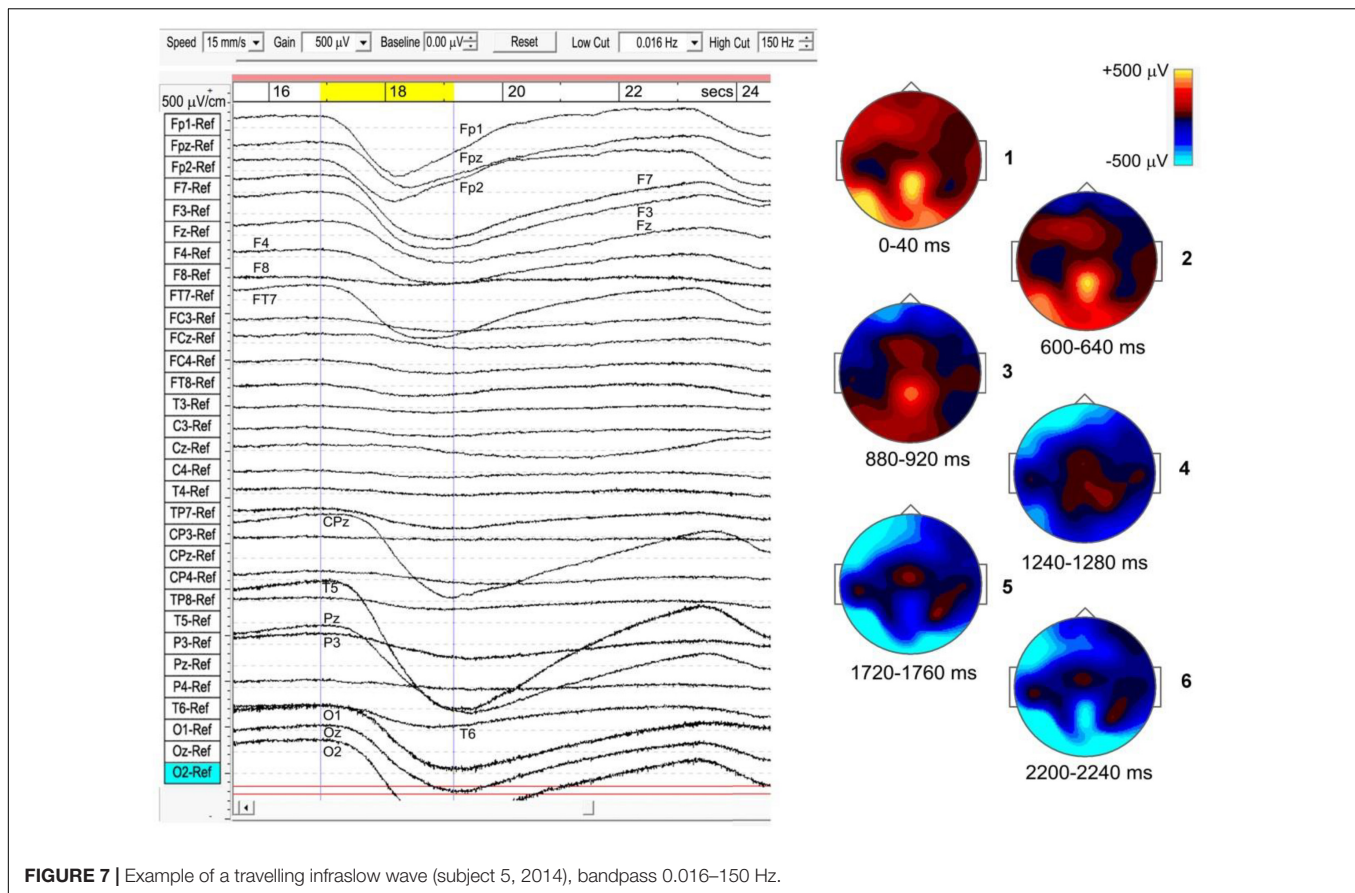 Speed 15 mm/s Gain 500 µV Baseline 0.00 µV Reset Low Cut 0.016 Hz High Cut 150 Hz
16 18 20 22 secs 24
500 µV/cm
+
-
Fp1-Ref
Fpz-Ref
Fp2-Ref
F7-Ref
F3-Ref
Fz-Ref
F4-Ref
F8-Ref
FT7-Ref
FC3-Ref
FCz-Ref
FC4-Ref
FT8-Ref
T3-Ref
C3-Ref
Cz-Ref
C4-Ref
T4-Ref
TP7-Ref
CP3-Ref
CPz-Ref
CP4-Ref
TP8-Ref
T5-Ref
P3-Ref
Pz-Ref
P4-Ref
T6-Ref
O1-Ref
Oz-Ref
O2-Ref
Fp1
Fpz
Fp2
F7
F3
Fz
F4
F8
FT7
CPz
T5
Pz
P3
O1
Oz
O2
T6
+500 µV
-500 µV
1
0-40 ms
2
600-640 ms
3
880-920 ms
4
1240-1280 ms
5
1720-1760 ms
6
2200-2240 ms
FIGURE 7 | Example of a travelling infraslow wave (subject 5, 2014), bandpass 0.016–150 Hz.